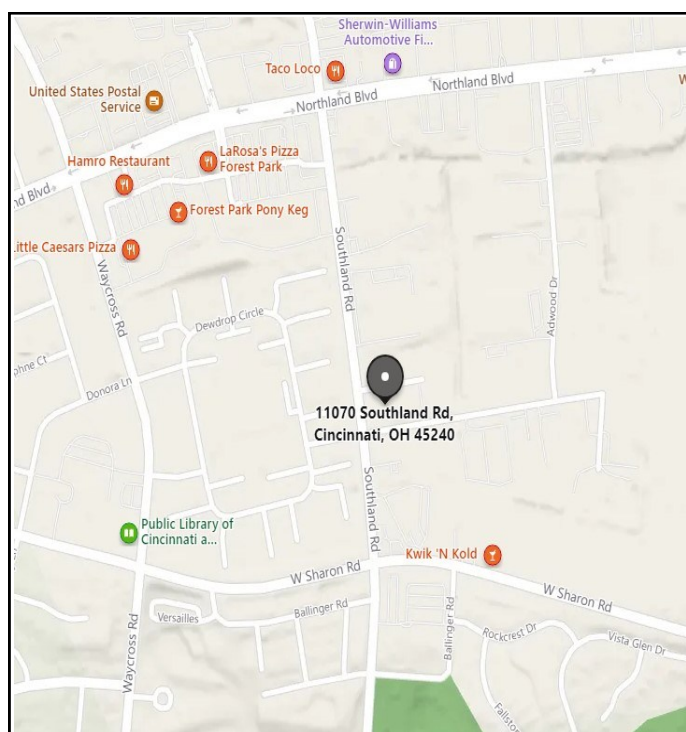 Sherwin-Williams
Automotive Fi...
Taco Loco
United States Postal
Service
Northland Blvd
Northland Blvd
W
LaRosa's Pizza
Forest Park
Hamro Restaurant
nd Blvd
Forest Park Pony Keg
Little Caesars Pizza
Waycross Rd
Southland Rd
Adwood Dr
Dewdrop Circle
phne Ct
Donora Ln
11070 Southland Rd,
Cincinnati, OH 45240
Southland Rd
Public Library of
Cincinnati a...
Kwik 'N Kold
W Sharon Rd
W Sharon Rd
Versailles
Ballinger Rd
Ballinger Rd
Rockcrest Dr
Vista Glen Dr
Waycross Rd
Fallston